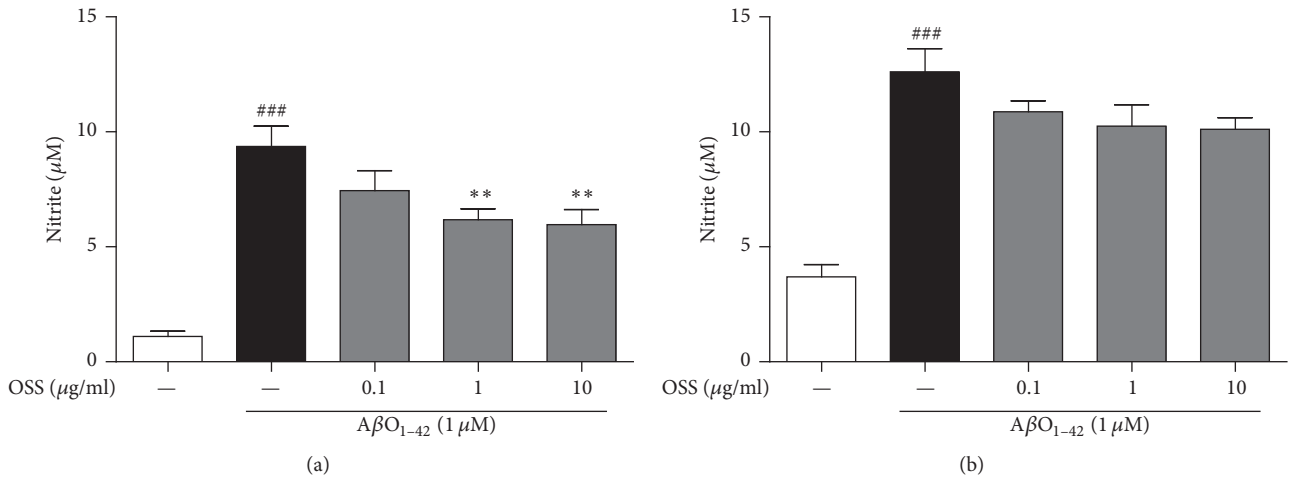 15
10
5
0
Nitrite (μM)
###
**
**
OSS (μg/ml)
—
—
0.1
1
10
AβO1–42 (1 μM)
(a)
15
10
5
0
Nitrite (μM)
###
OSS (μg/ml)
—
—
0.1
1
10
AβO1–42 (1 μM)
(b)